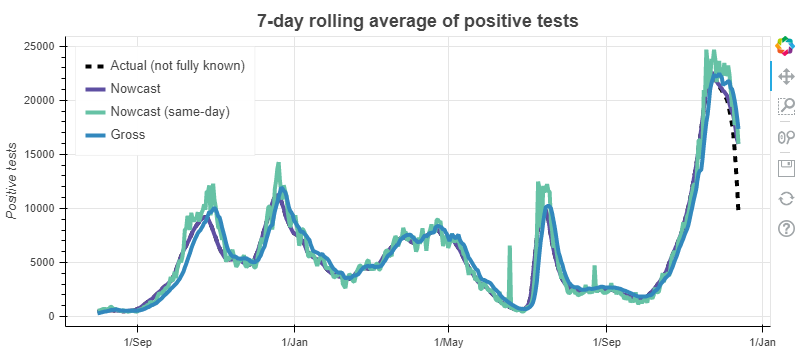 7-day rolling average of positive tests
25000
20000
15000
10000
5000
0
Positive tests
Actual (not fully known)
Nowcast
Nowcast (same-day)
Gross
1/Sep
1/Jan
1/May
1/Sep
1/Jan